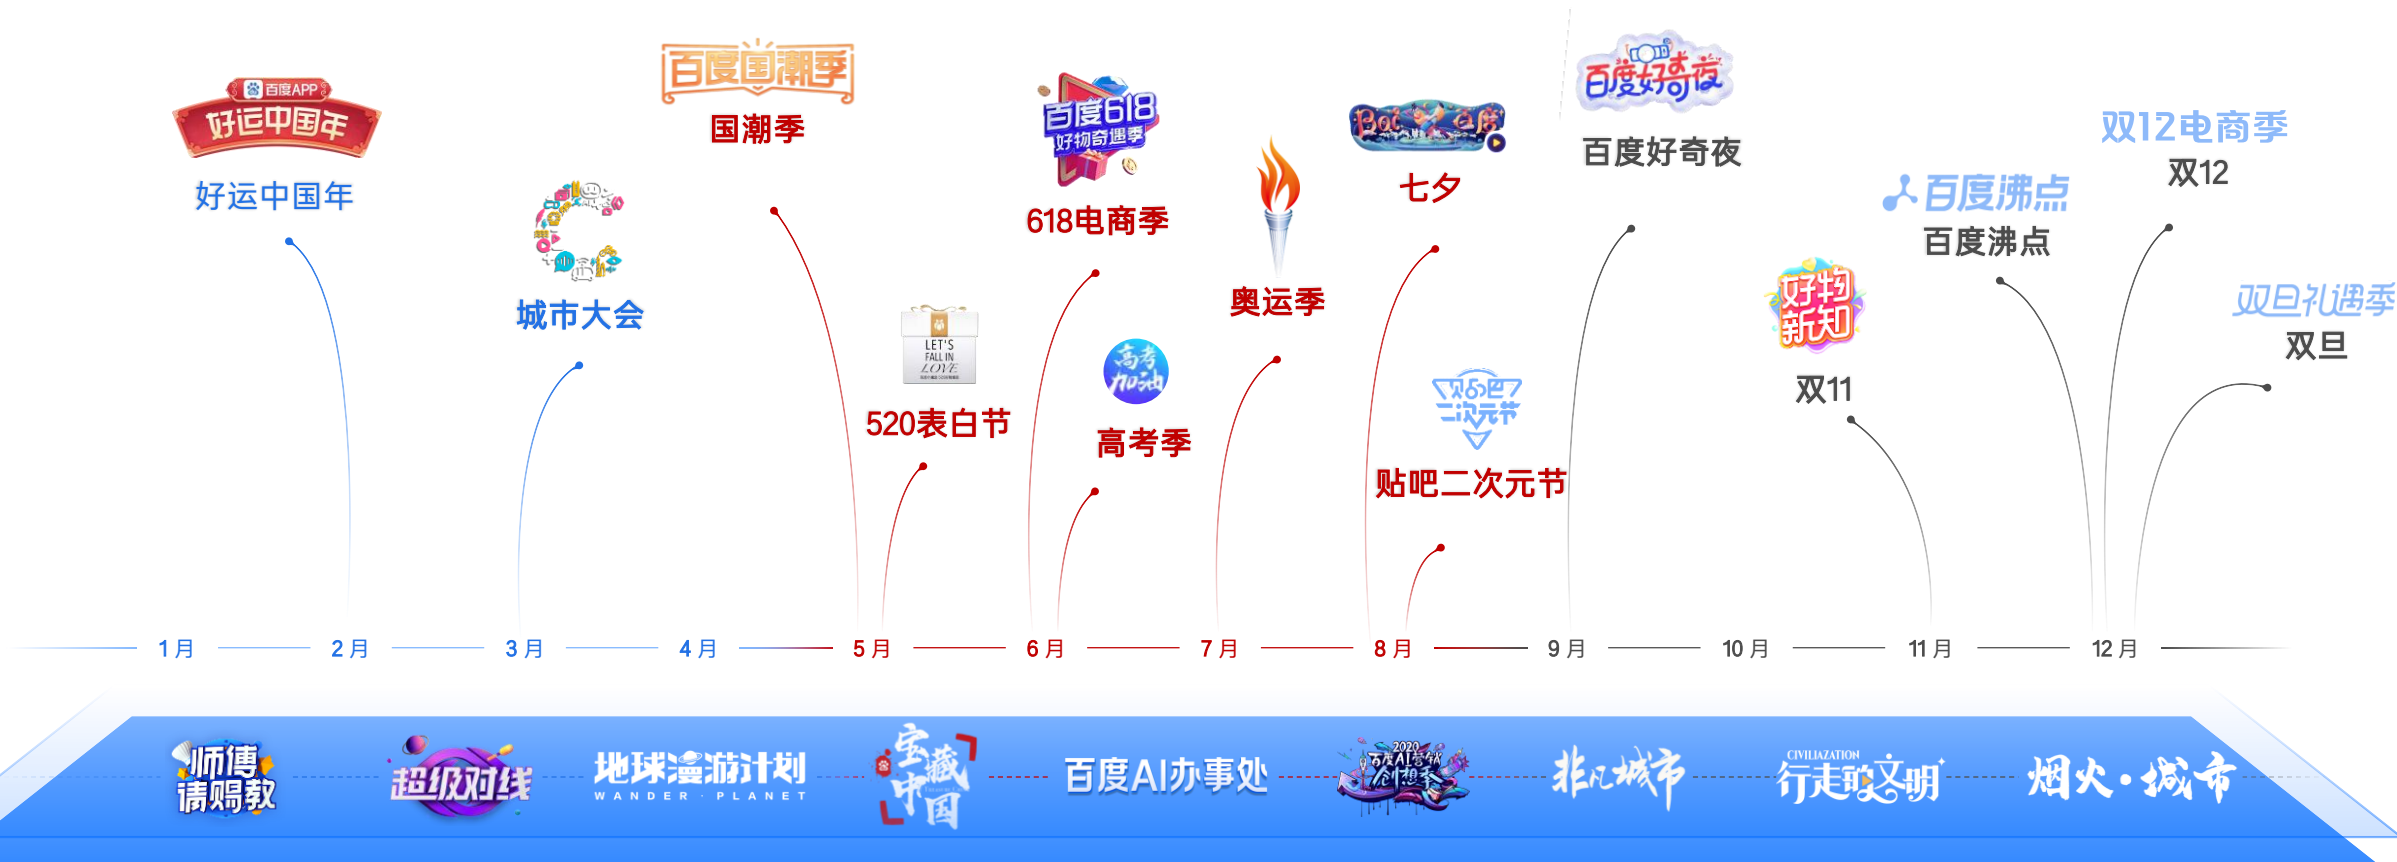 百度APP
好运中国年
好运中国年
城市大会
百度国潮季
国潮季
LET'S
FALL IN
LOVE
520表白节
百度618
好物奇遇季
618电商季
高考
加油
高考季
奥运季
百度
七夕
贴吧
二次元节
贴吧二次元节
百度好奇夜
百度好奇夜
好物
新知
双11
百度沸点
百度沸点
双12电商季
双12
双旦礼遇季
双旦
1月
2月
3月
4月
5月
6月
7月
8月
9月
10月
11月
12月
师傅
请赐教
超级对线
地球漫游计划
WANDER · PLANET
宝藏
中国
百度AI办事处
2020
百度AI营销
创想季
非凡城市
CIVILIAZATION
行走的文明
烟火·城市